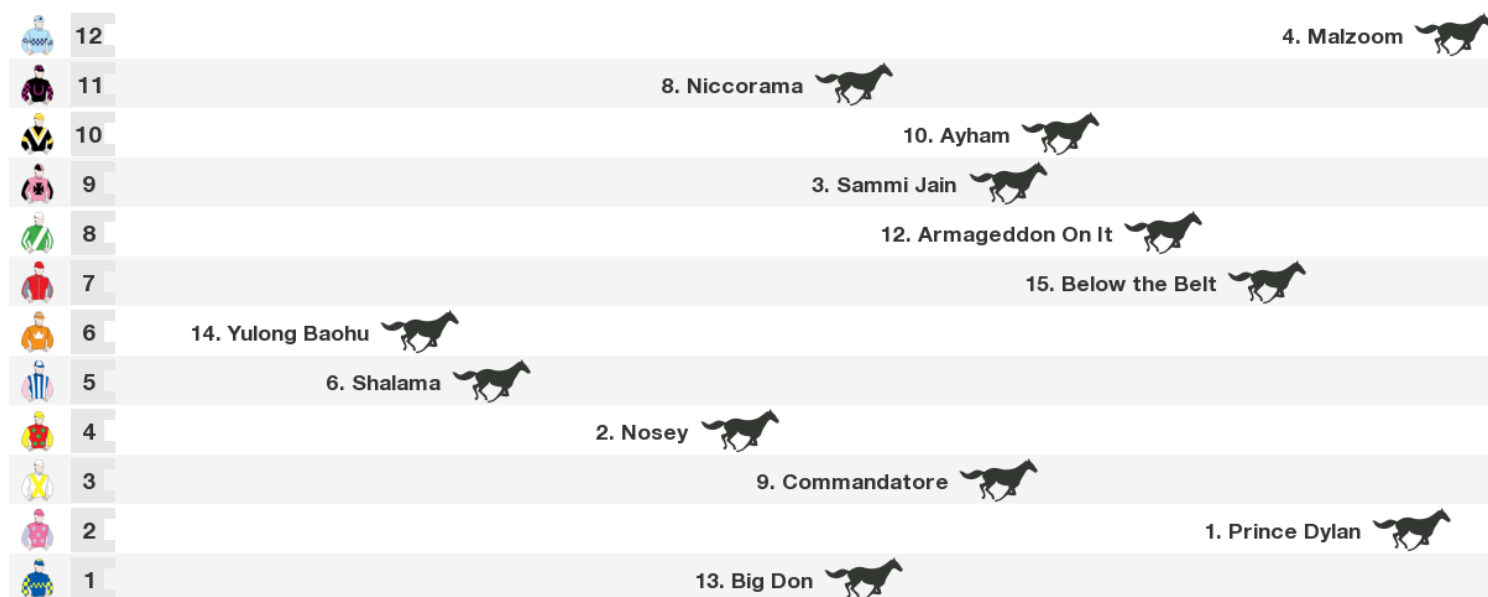 12 4. Malzoom
11 8. Niccorama
10 10. Ayham
9 3. Sammi Jain
8 12. Armageddon On It
7 15. Below the Belt
6 14. Yulong Baohu
5 6. Shalama
4 2. Nosey
3 9. Commandatore
2 1. Prince Dylan
1 13. Big Don